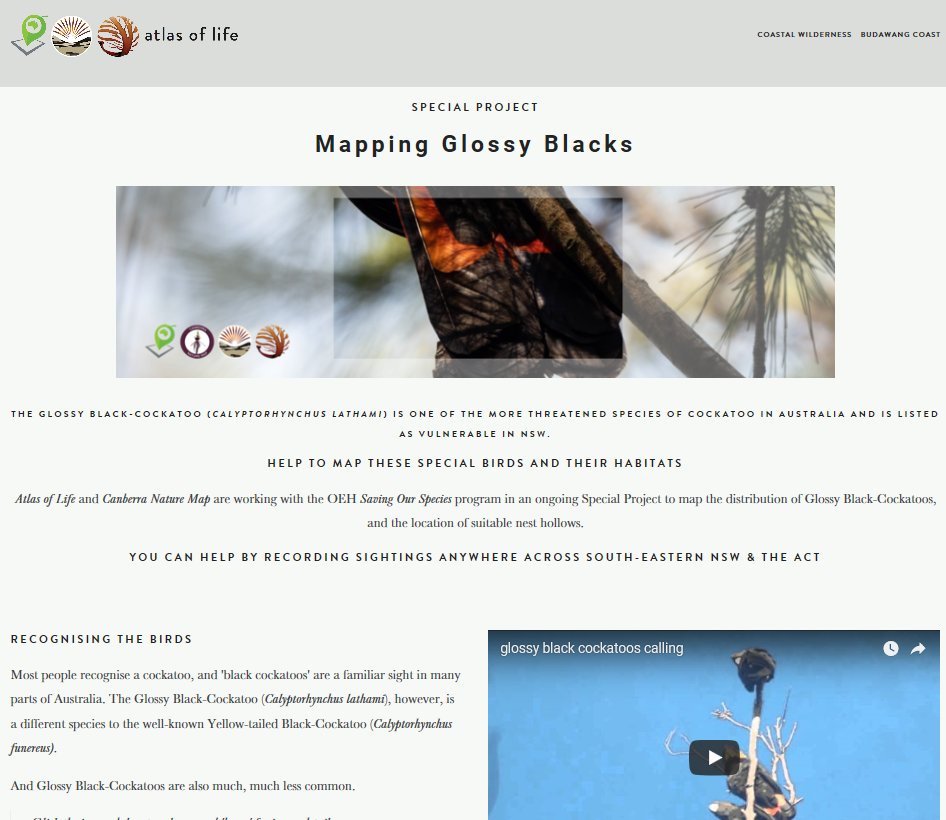 atlas of life
COASTAL WILDERNESS BUDAWANG COAST
SPECIAL PROJECT
Mapping Glossy Blacks
THE GLOSSY BLACK-COCKATOO (CALYPTORHYNCHUS LATHAMI) IS ONE OF THE MORE THREATENED SPECIES OF COCKATOO IN AUSTRALIA AND IS LISTED
AS VULNERABLE IN NSW.
HELP TO MAP THESE SPECIAL BIRDS AND THEIR HABITATS
Atlas of Life and Canberra Nature Map are working with the OEH Saving Our Species program in an ongoing Special Project to map the distribution of Glossy Black-Cockatoos,
and the location of suitable nest hollows.
YOU CAN HELP BY RECORDING SIGHTINGS ANYWHERE ACROSS SOUTH-EASTERN NSW & THE ACT
RECOGNISING THE BIRDS
Most people recognise a cockatoo, and 'black cockatoos' are a familiar sight in many
parts of Australia. The Glossy Black-Cockatoo (Calyptorhynchus lathami), however, is
a different species to the well-known Yellow-tailed Black-Cockatoo (Calyptorhynchus
funereus).
And Glossy Black-Cockatoos are also much, much less common.
glossy black cockatoos calling